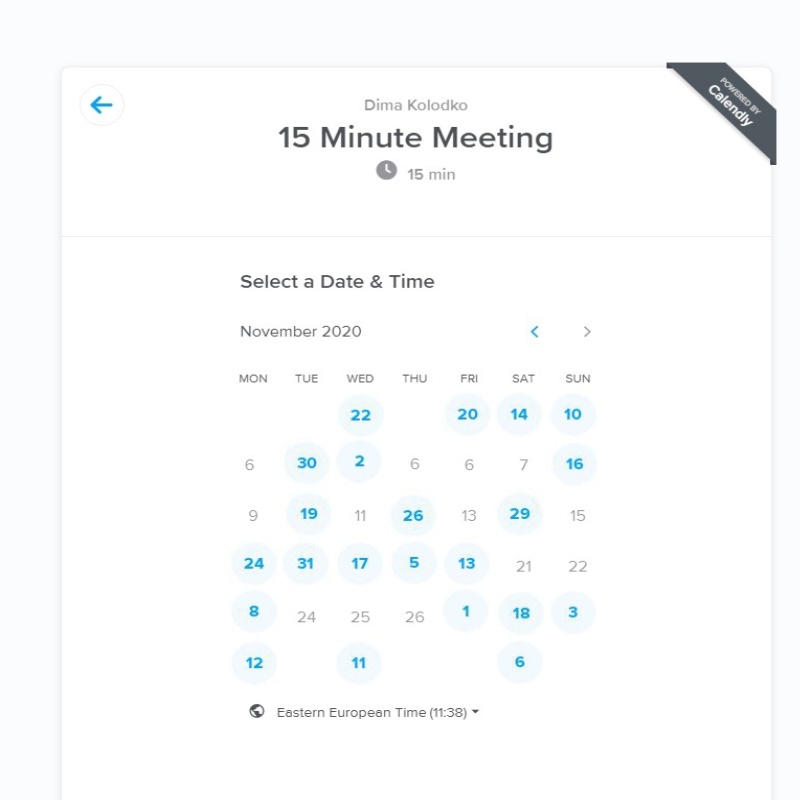 POWERED BY
Calendly
Dima Kolodko
15 Minute Meeting
15 min
Select a Date & Time
November 2020
MON TUE WED THU FRI SAT SUN
22 20 14 10
6 30 2 6 6 7 16
9 19 11 26 13 29 15
24 31 17 5 13 21 22
8 24 25 26 1 18 3
12 11 6
Eastern European Time (11:38)